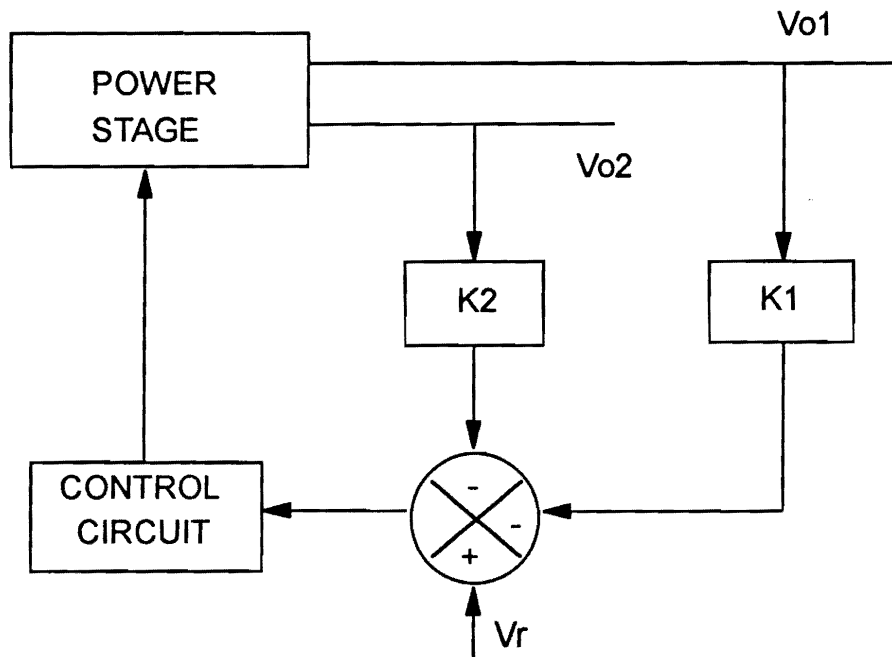 Vo1
POWER
STAGE
Vo2
K2
K1
CONTROL
CIRCUIT
-
-
+
Vr